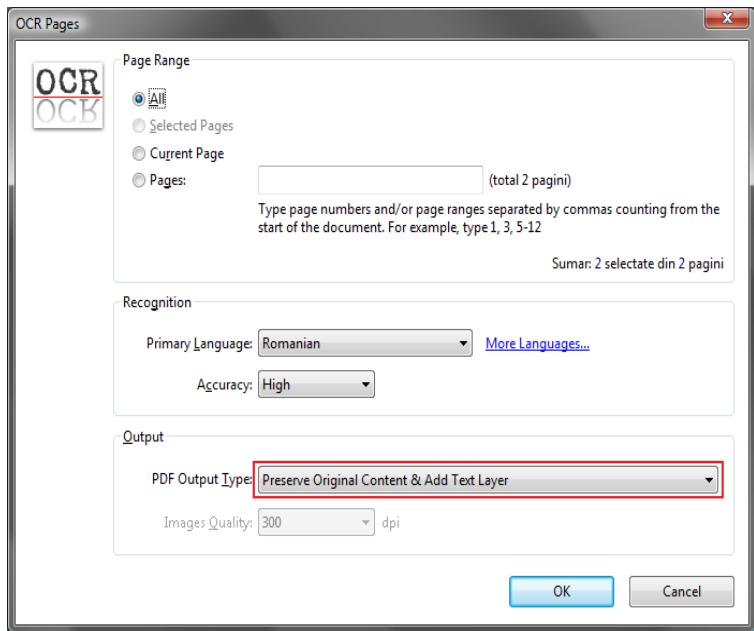 OCR Pages
OCR
Page Range
All
Selected Pages
Current Page
Pages:
(total 2 pagini)
Type page numbers and/or page ranges separated by commas counting from the
start of the document. For example, type 1, 3, 5-12
Sumar: 2 selectate din 2 pagini
Recognition
Primary Language: Romanian More Languages...
Accuracy: High
Output
PDF Output Type: Preserve Original Content & Add Text Layer
Images Quality: 300 dpi
OK Cancel